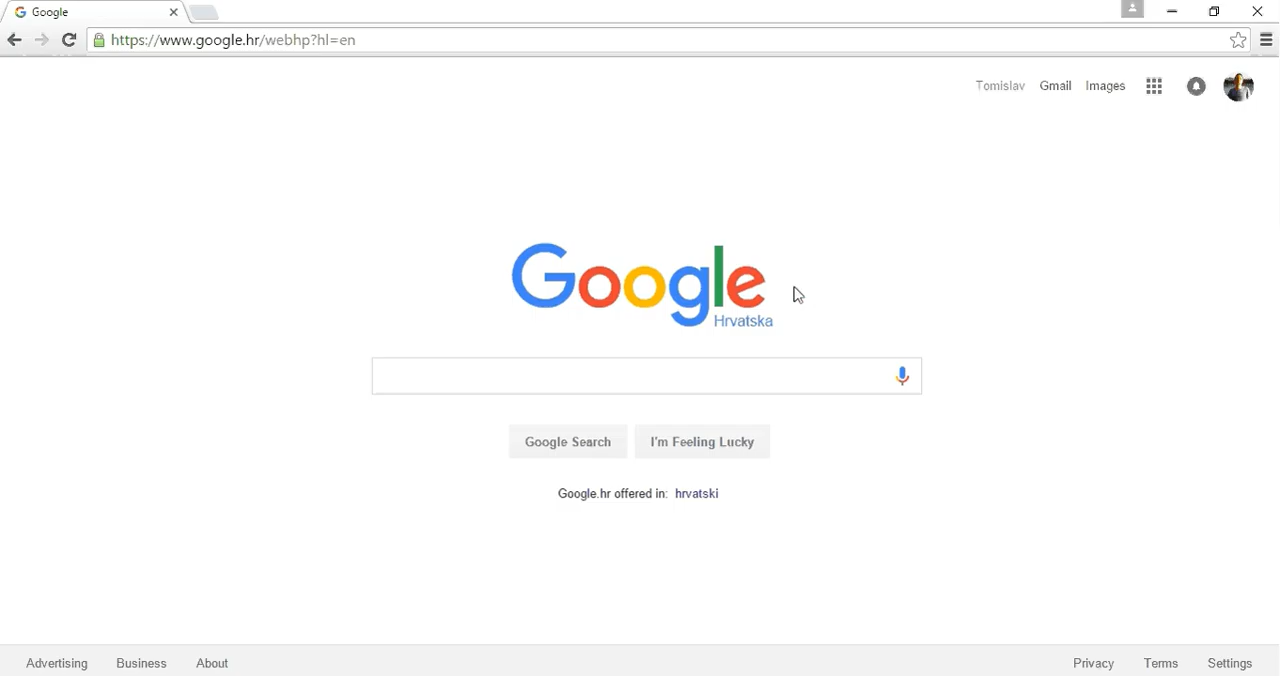 Google
https://www.google.hr/webhp?hl=en
Tomislav Gmail Images
Google
Hrvatska
Google Search I'm Feeling Lucky
Google.hr offered in: hrvatski
Advertising Business About Privacy Terms Settings